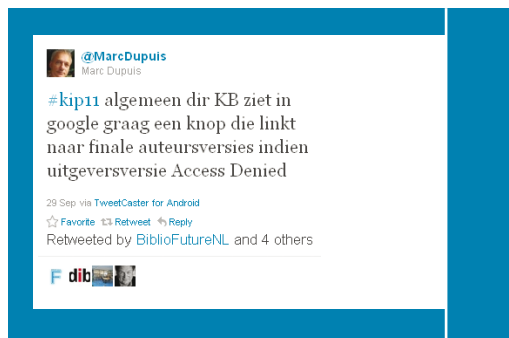 @MarcDupuis
Marc Dupuis
#kip11 algemeen dir KB ziet in
google graag een knop die linkt
naar finale auteursversies indien
uitgeversversie Access Denied
29 Sep via TweetCaster for Android
Favorite Retweet Reply
Retweeted by BiblioFutureNL and 4 others
F dib